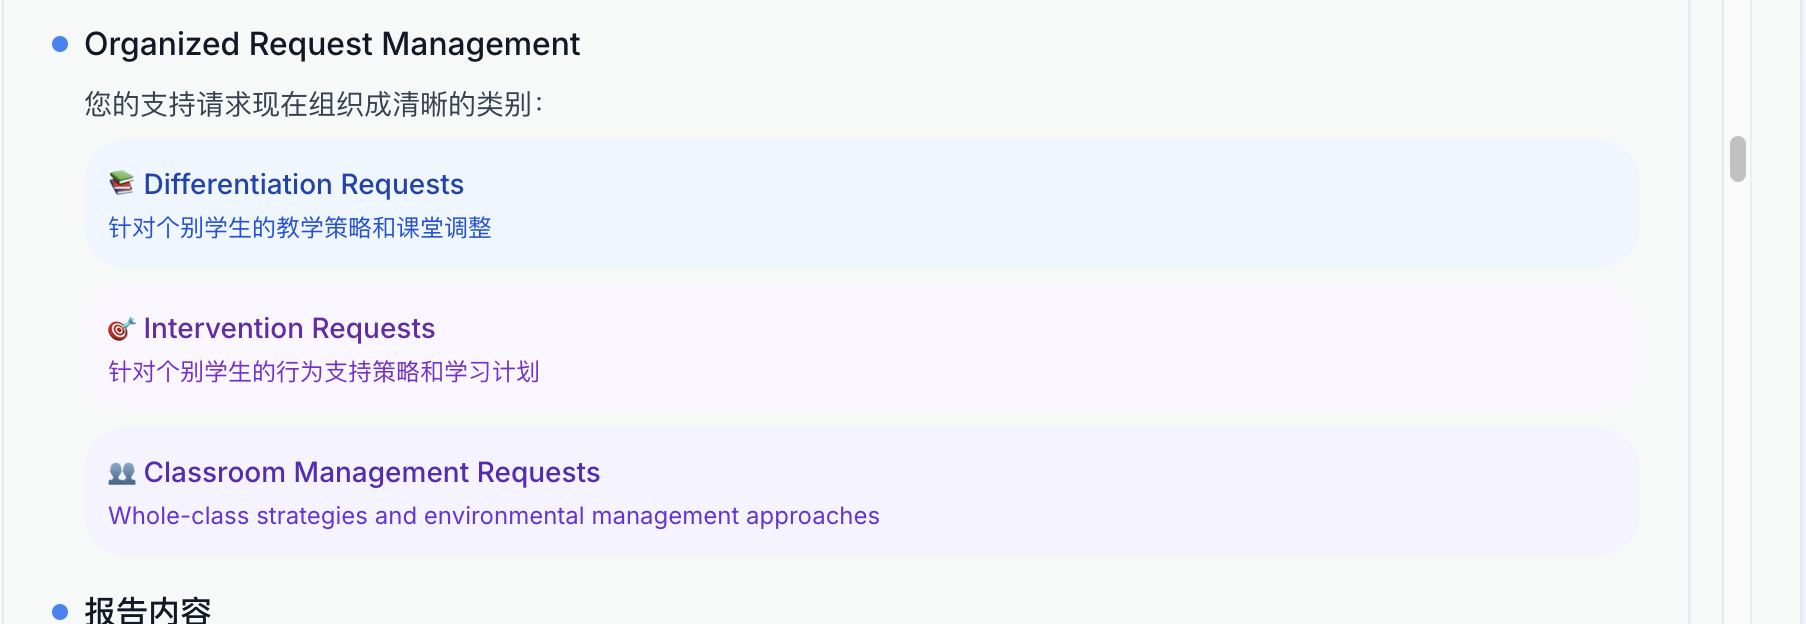 Organized Request Management
您的支持请求现在组织成清晰的类别：
📚 Differentiation Requests
针对个别学生的教学策略和课堂调整
🎯 Intervention Requests
针对个别学生的行为支持策略和学习计划
👥 Classroom Management Requests
Whole-class strategies and environmental management approaches
报告内容